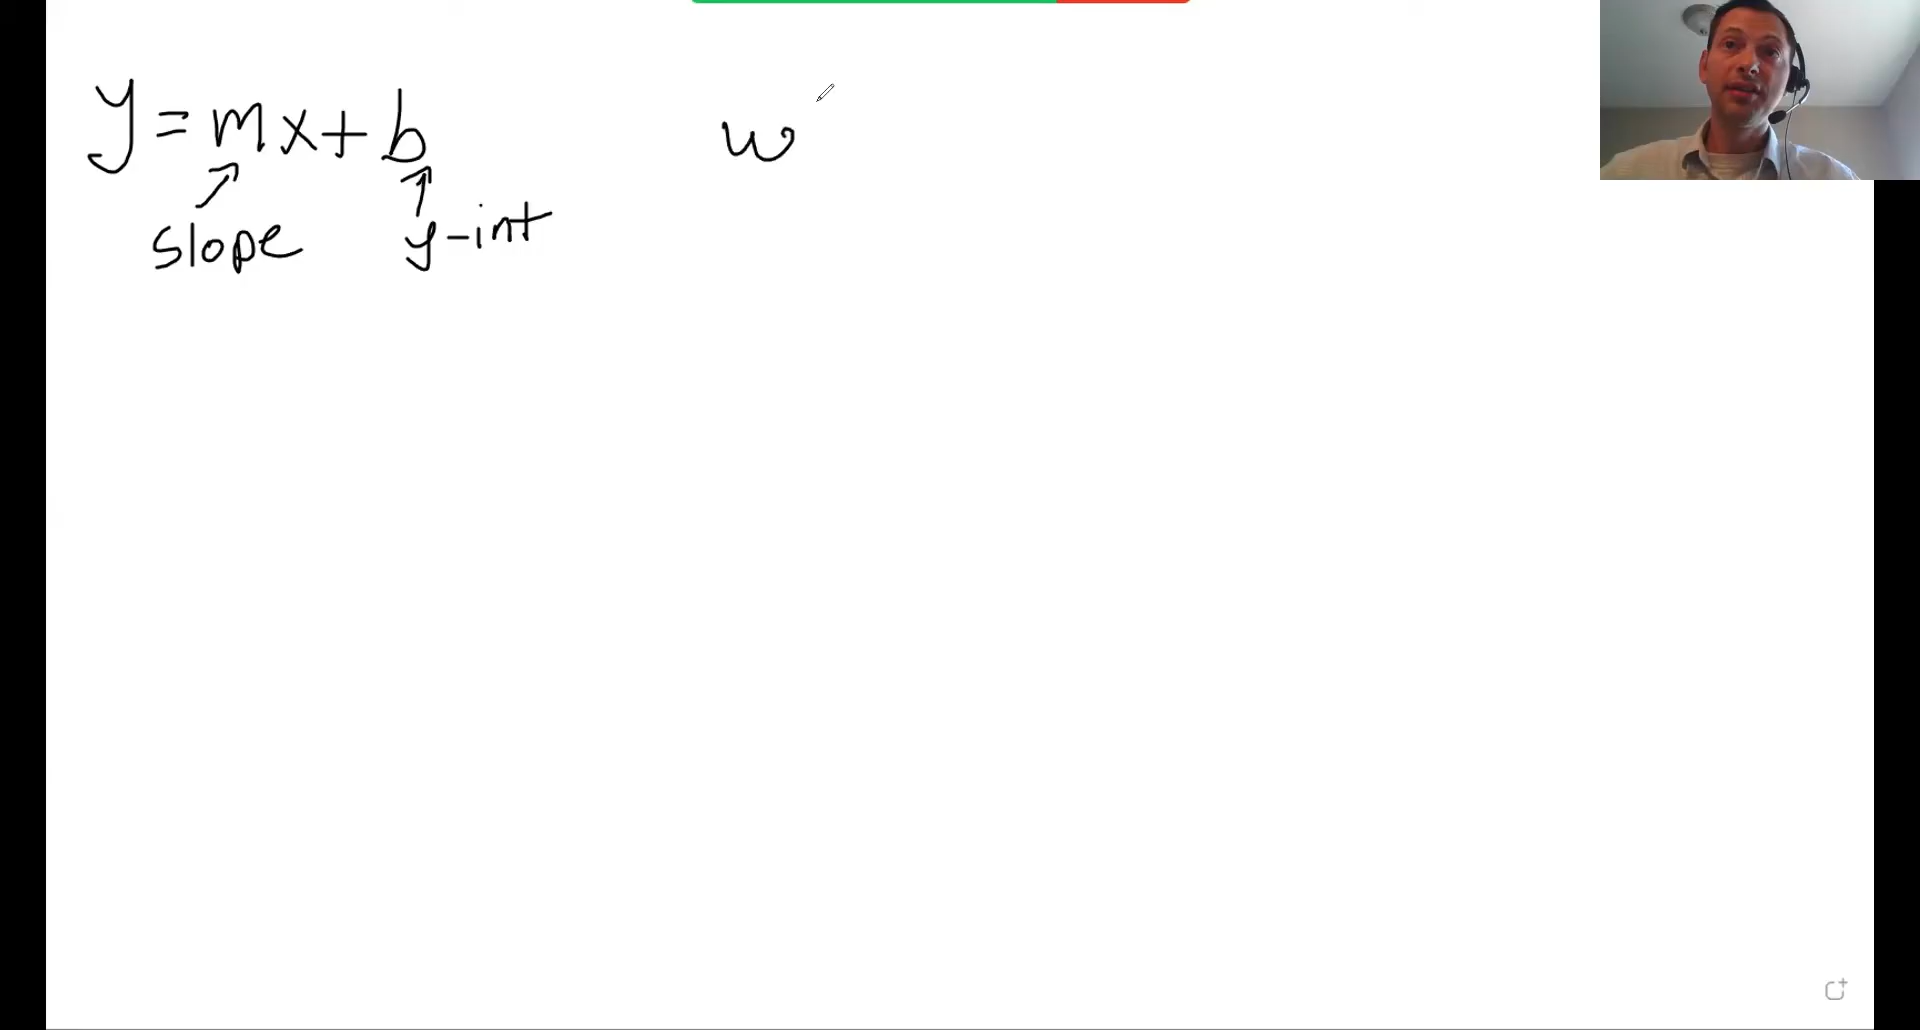 y = mx + b
w
slope
y-int